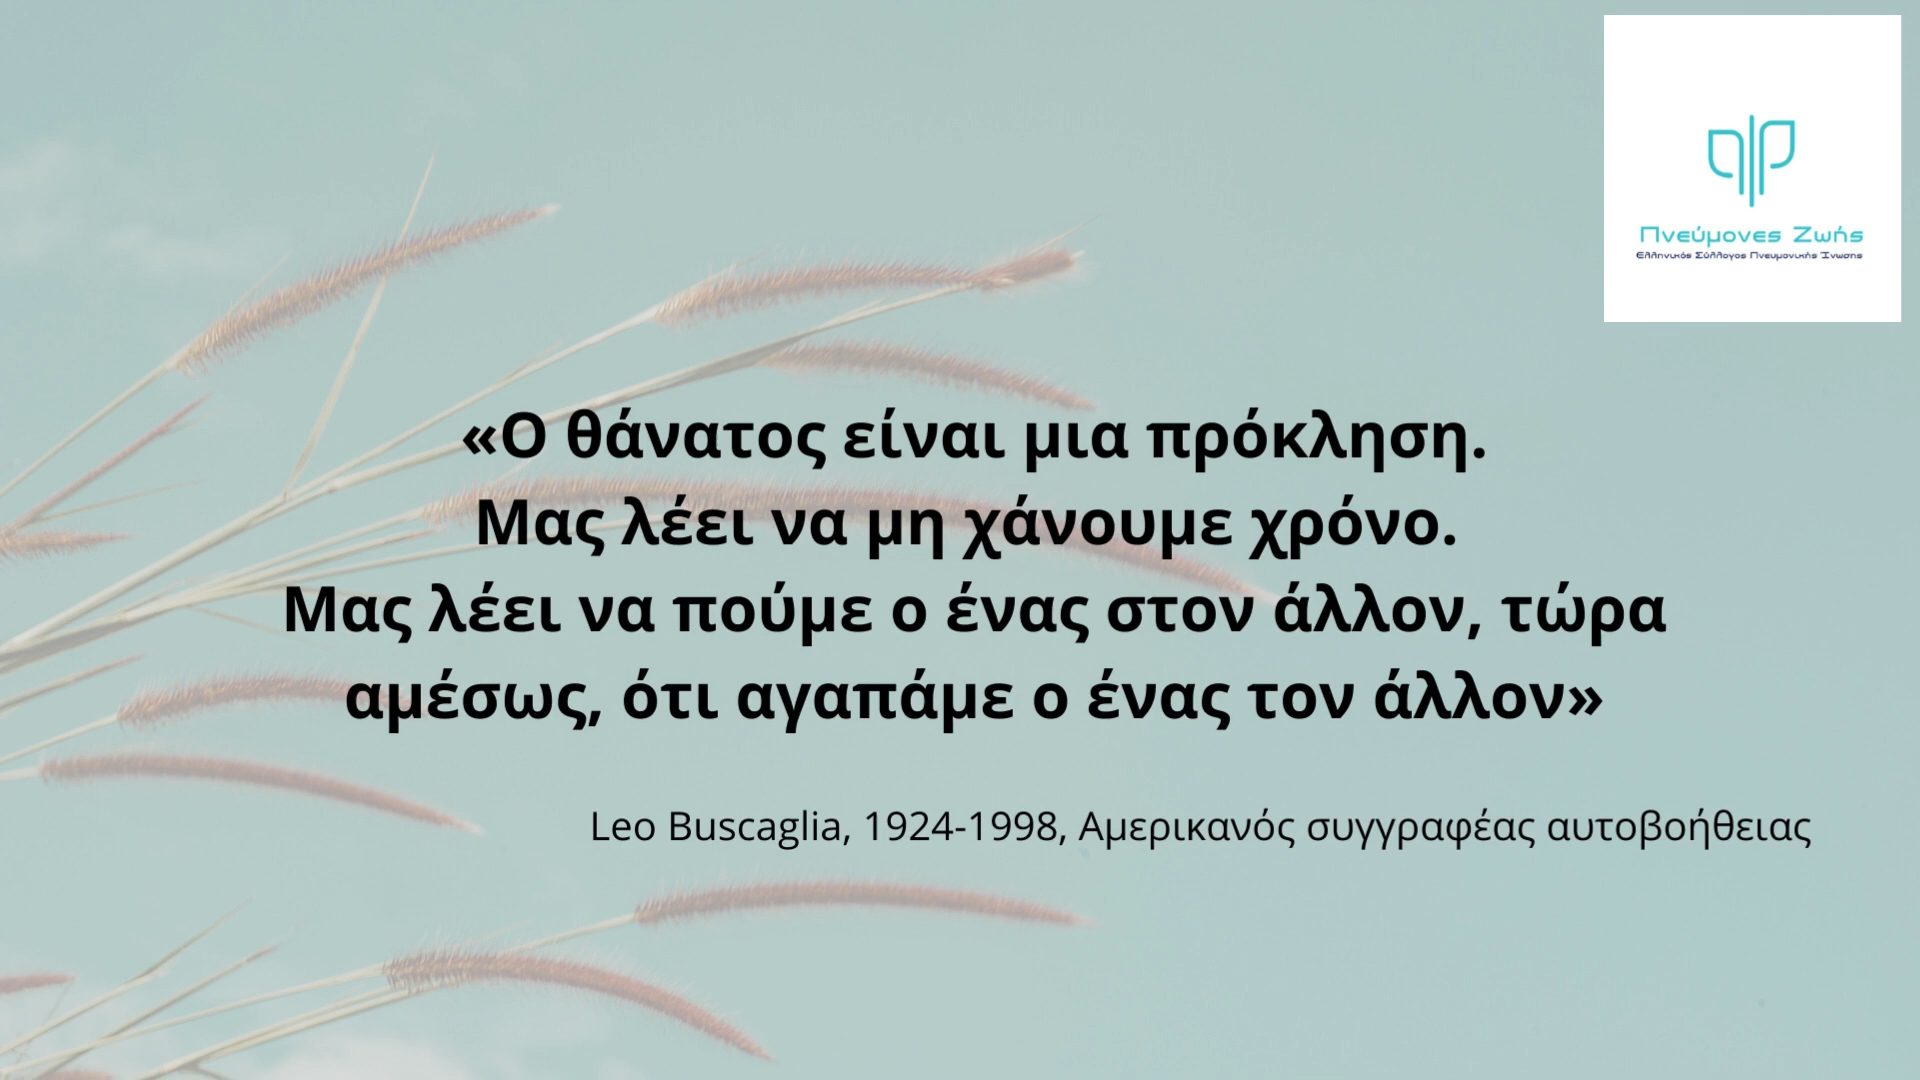 Πνεύμονες Ζωής
Ελληνικός Σύλλογος Πνευμονικής Ίνωσης
«Ο θάνατος είναι μια πρόκληση.
Μας λέει να μη χάνουμε χρόνο.
Μας λέει να πούμε ο ένας στον άλλον, τώρα
αμέσως, ότι αγαπάμε ο ένας τον άλλον»
Leo Buscaglia, 1924-1998, Αμερικανός συγγραφέας αυτοβοήθειας